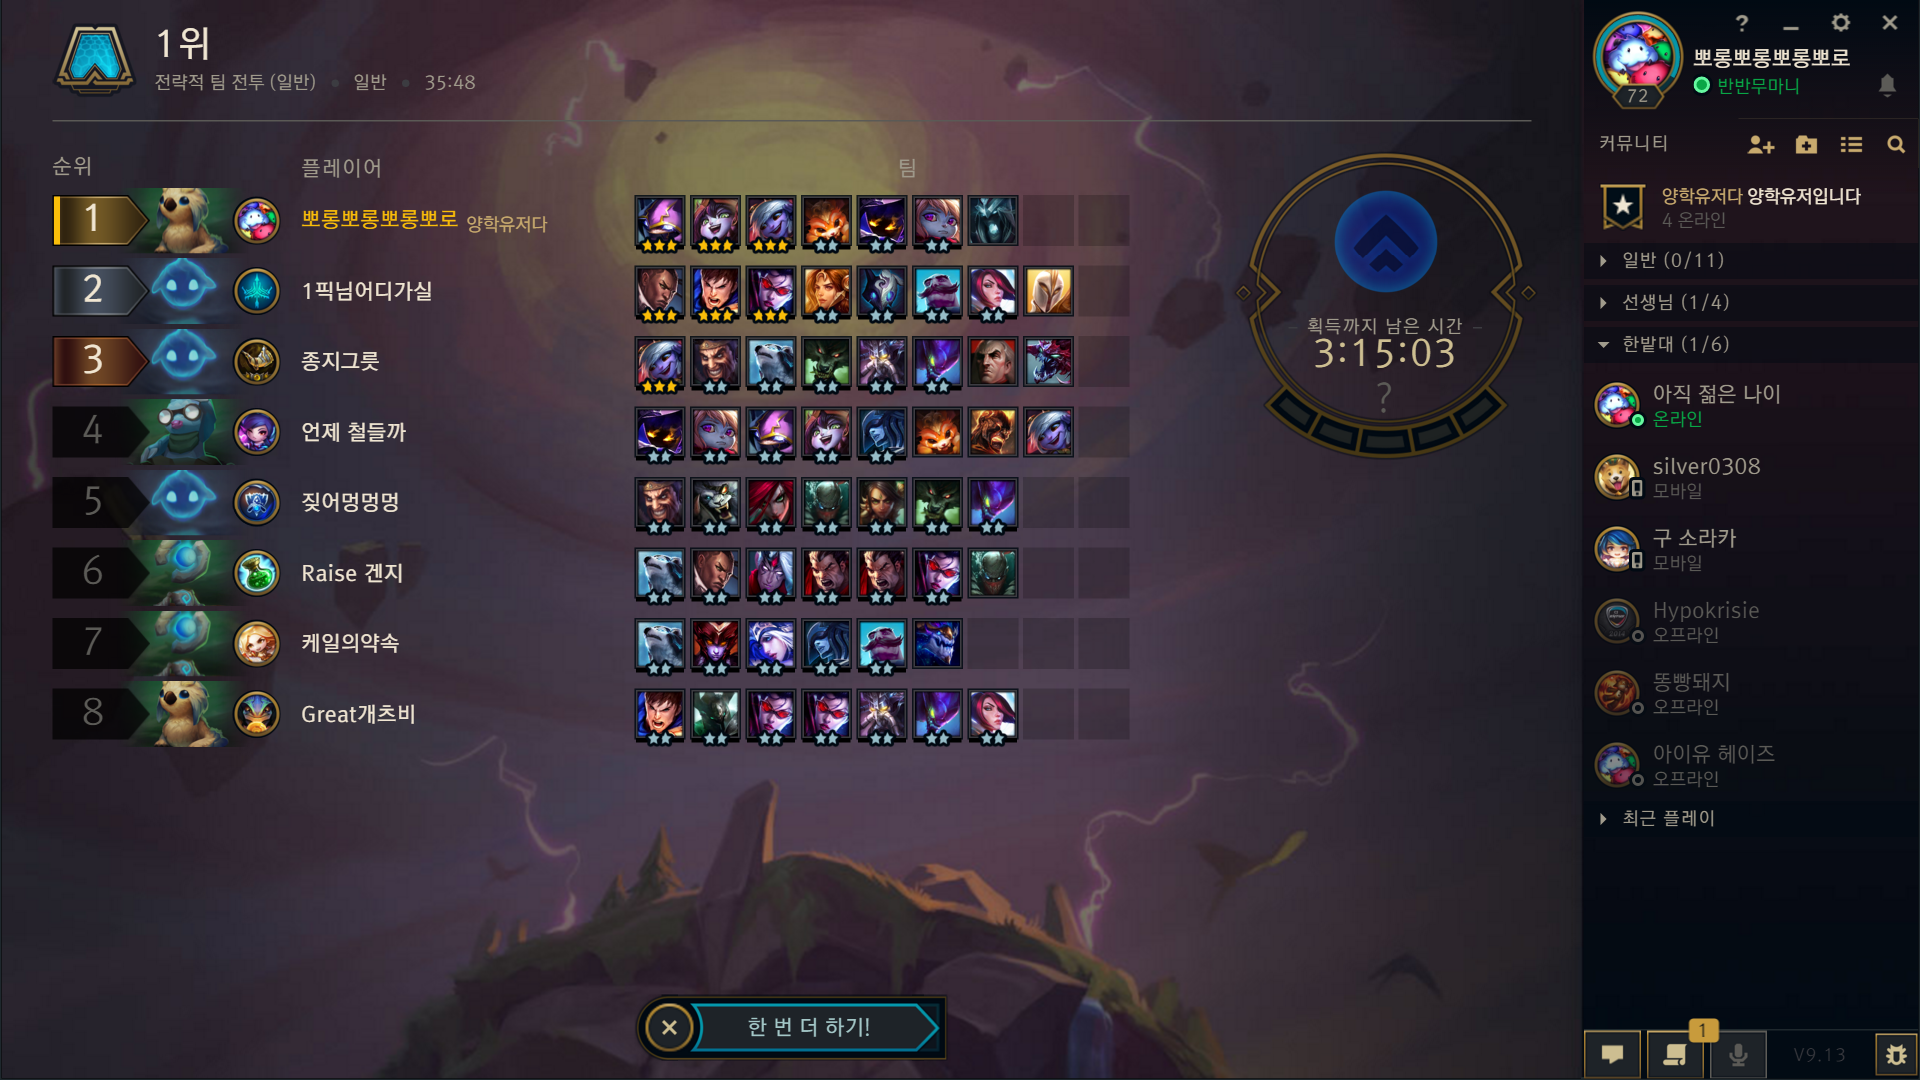 1위
전략적 팀 전투 (일반) • 일반 • 35:48
순위 플레이어 팀
1 뽀롱뽀롱뽀롱뽀로 양학유저다
2 1픽님어디가실
3 종지그릇
4 언제 철들까
5 짖어멍멍멍
6 Raise 겐지
7 케일의약속
8 Great개츠비
획득까지 남은 시간
3:15:03
?
한 번 더 하기!
?
뽀롱뽀롱뽀롱뽀로
반반무마니
72
커뮤니티
양학유저다 양학유저입니다
4 온라인
일반 (0/11)
선생님 (1/4)
한밭대 (1/6)
아직 젊은 나이
온라인
silver0308
모바일
구 소라카
모바일
Hypokrisie
오프라인
똥빵돼지
오프라인
아이유 헤이즈
오프라인
최근 플레이
1
V9.13